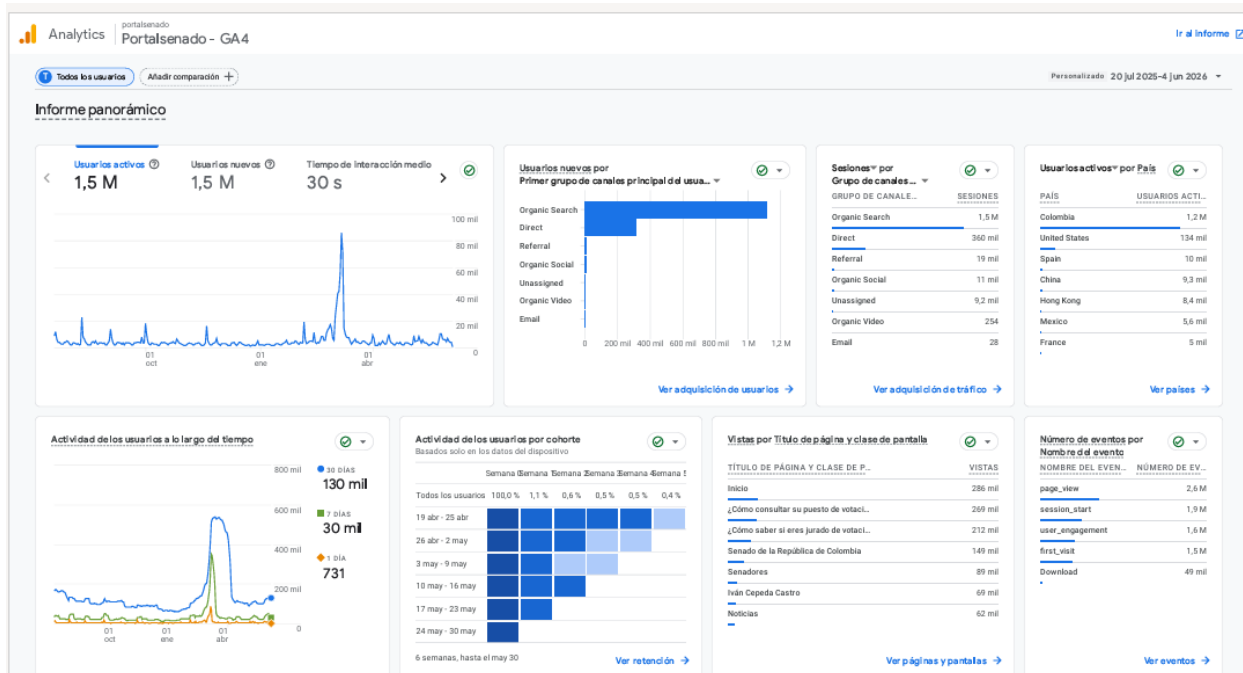 Analytics
portalsenado
Portalsenado - GA4
Ir al informe
T Todos los usuarios
Añadir comparación +
Personalizado 20 jul 2025-4 jun 2026
Informe panorámico
Usuarios activos
1,5 M
Usuarios nuevos
1,5 M
Tiempo de interacción medio
30 s
100 mil
80 mil
60 mil
40 mil
20 mil
0
01 oct
01 ene
01 abr
Usuarios nuevos por
Primer grupo de canales principal del usua...
Organic Search
Direct
Referral
Organic Social
Unassigned
Organic Video
Email
0 200 mil 400 mil 600 mil 800 mil 1 M 1,2 M
Ver adquisición de usuarios
Sesiones por
Grupo de canales...
GRUPO DE CANALE... SESIONES
Organic Search 1,5 M
Direct 360 mil
Referral 19 mil
Organic Social 11 mil
Unassigned 9,2 mil
Organic Video 254
Email 28
Ver adquisición de tráfico
Usuarios activos por País
PAÍS USUARIOS ACTI...
Colombia 1,2 M
United States 134 mil
Spain 10 mil
China 9,3 mil
Hong Kong 8,4 mil
Mexico 5,6 mil
France 5 mil
Ver países
Actividad de los usuarios a lo largo del tiempo
800 mil
600 mil
400 mil
200 mil
0
01 oct
01 ene
01 abr
30 DÍAS
130 mil
7 DÍAS
30 mil
1 DÍA
731
Actividad de los usuarios por cohorte
Basados solo en los datos del dispositivo
Semana 0 Semana 1 Semana 2 Semana 3 Semana 4 Semana 5
Todos los usuarios 100,0 % 1,1 % 0,6 % 0,5 % 0,5 % 0,4 %
19 abr - 25 abr
26 abr - 2 may
3 may - 9 may
10 may - 16 may
17 may - 23 may
24 may - 30 may
6 semanas, hasta el may 30
Ver retención
Vistas por Título de página y clase de pantalla
TÍTULO DE PÁGINA Y CLASE DE P... VISTAS
Inicio 286 mil
¿Cómo consultar su puesto de votaci... 269 mil
¿Cómo saber si eres jurado de votaci... 212 mil
Senado de la República de Colombia 149 mil
Senadores 89 mil
Iván Cepeda Castro 69 mil
Noticias 62 mil
Ver páginas y pantallas
Número de eventos por
Nombre del evento
NOMBRE DEL EVEN... NÚMERO DE EV...
page_view 2,6 M
session_start 1,9 M
user_engagement 1,6 M
first_visit 1,5 M
Download 49 mil
Ver eventos